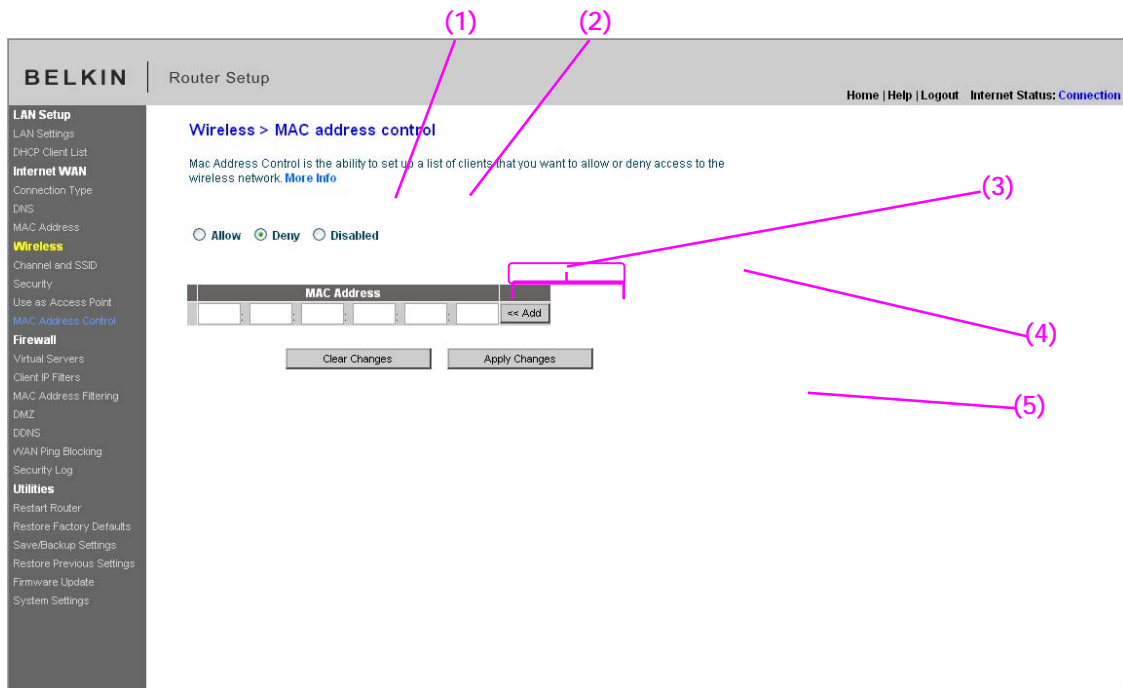 (1) (2)
BELKIN Router Setup
Home | Help | Logout Internet Status: Connection
LAN Setup
LAN Settings
DHCP Client List
Internet WAN
Connection Type
DNS
MAC Address
Wireless
Channel and SSID
Security
Use as Access Point
MAC Address Control
Firewall
Virtual Servers
Client IP Filters
MAC Address Filtering
DMZ
DDNS
WAN Ping Blocking
Security Log
Utilities
Restart Router
Restore Factory Defaults
Save/Backup Settings
Restore Previous Settings
Firmware Update
System Settings
Wireless > MAC address control
Mac Address Control is the ability to set up a list of clients that you want to allow or deny access to the
wireless network. More Info
(3)
Allow Deny Disabled
MAC Address
: : : : : << Add
(4)
Clear Changes Apply Changes
(5)